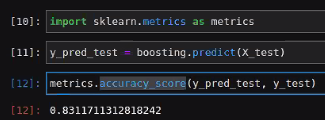 [10]: import sklearn.metrics as metrics
[11]: y_pred_test = boosting.predict(X_test)
[12]: metrics.accuracy_score(y_pred_test, y_test)
[12]: 0.8311711312818242